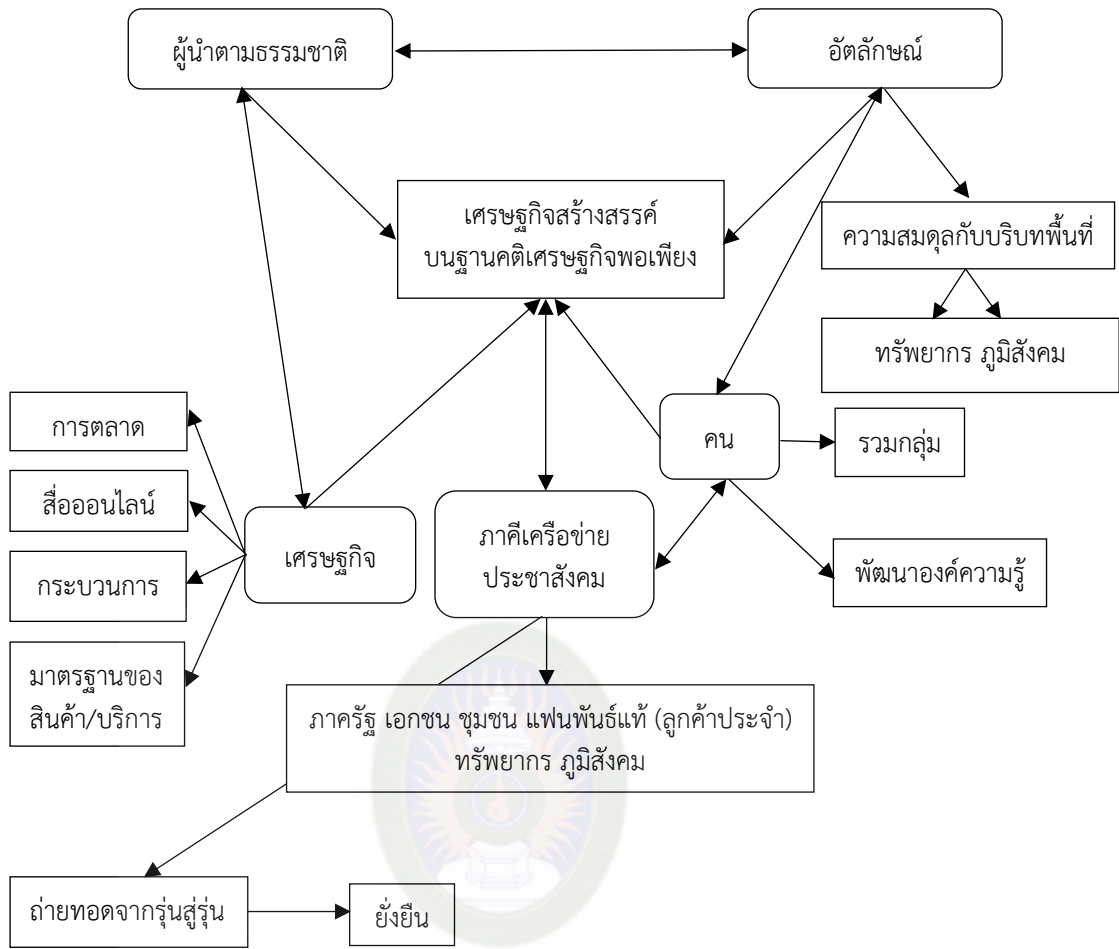 ผู้นำตามธรรมชาติ
อัตลักษณ์
เศรษฐกิจสร้างสรรค์
บนฐานคติเศรษฐกิจพอเพียง
ความสมดุลกับบริบทพื้นที่
ทรัพยากร ภูมิสังคม
การตลาด
คน
รวมกลุ่ม
สื่อออนไลน์
เศรษฐกิจ
ภาคีเครือข่าย
ประชาสังคม
กระบวนการ
พัฒนาองค์ความรู้
มาตรฐานของ
สินค้า/บริการ
ภาครัฐ เอกชน ชุมชน แฟนพันธ์แท้ (ลูกค้าประจำ)
ทรัพยากร ภูมิสังคม
ถ่ายทอดจากรุ่นสู่รุ่น
ยั่งยืน